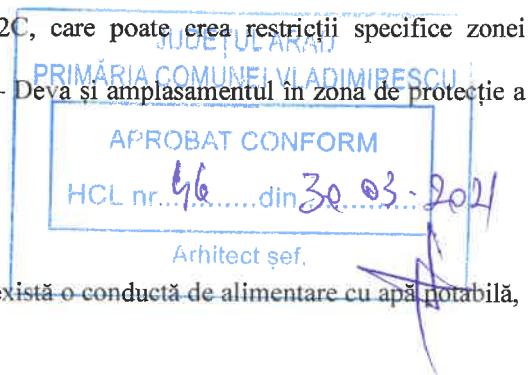 2C, care poate crea restricții specifice zonei
JUDEȚUL ARAD
PRIMĂRIA COMUNEI VLADIMIRESCU
- Deva și amplasamentul în zona de protecție a
APROBAT CONFORM
HCL nr. 46 din 30 03. 2021
Arhitect șef,
există o conductă de alimentare cu apă potabilă,